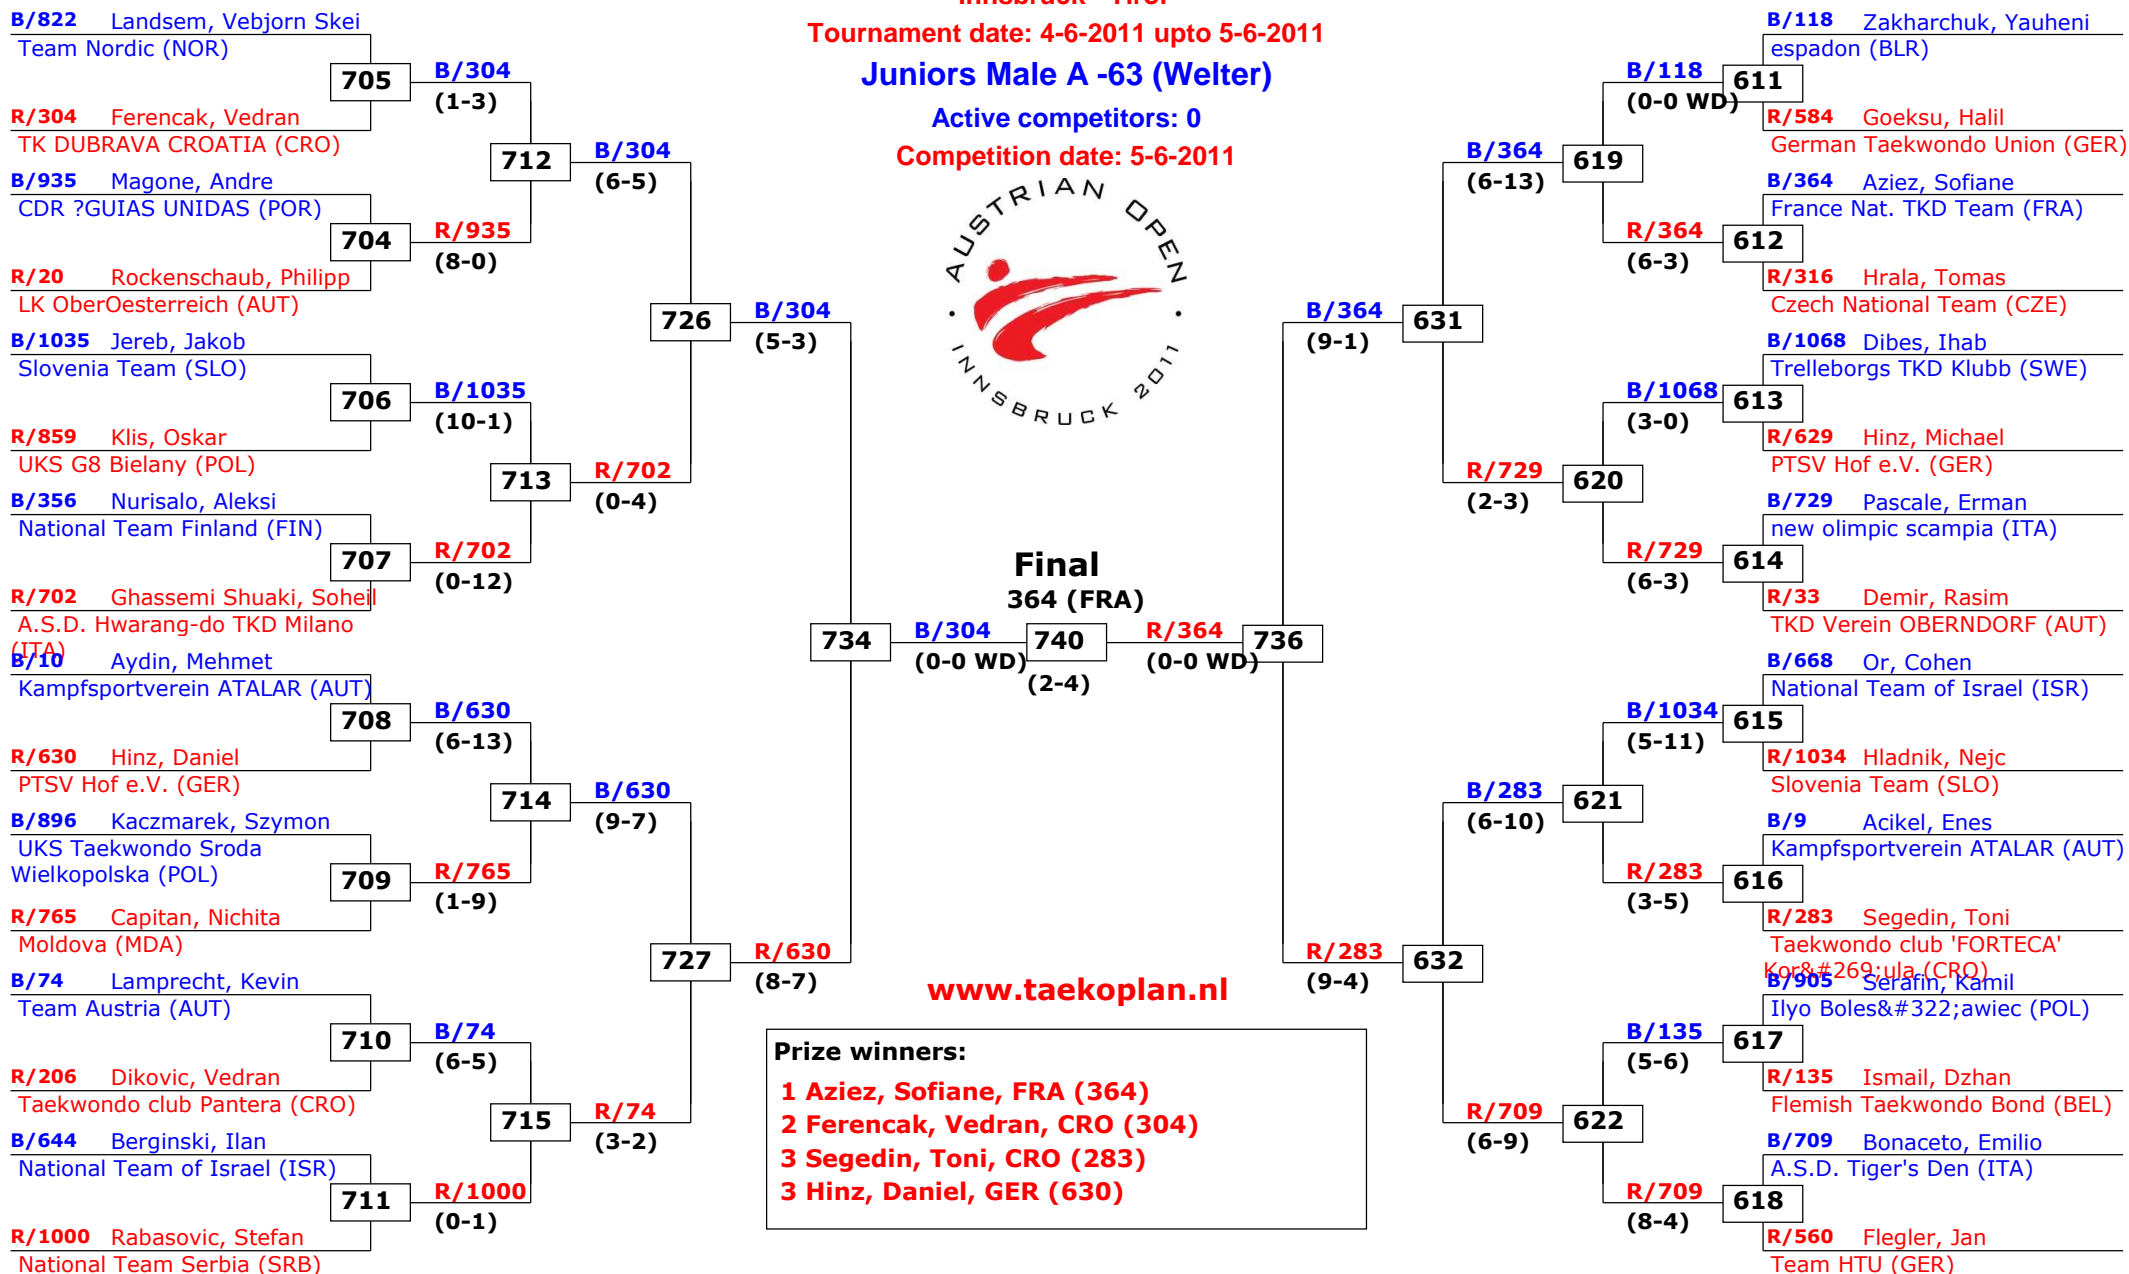 Innsbruck - Tirol
Tournament date: 4-6-2011 upto 5-6-2011
Juniors Male A -63 (Welter)
Active competitors: 0
Competition date: 5-6-2011
AUSTRIAN OPEN
· INNSBRUCK 2011 ·
B/822 Landsem, Vebjorn Skei
Team Nordic (NOR)
705
R/304 Ferencak, Vedran
TK DUBRAVA CROATIA (CRO)
B/935 Magone, Andre
CDR ?GUIAS UNIDAS (POR)
704
R/20 Rockenschaub, Philipp
LK OberOesterreich (AUT)
B/1035 Jereb, Jakob
Slovenia Team (SLO)
706
R/859 Klis, Oskar
UKS G8 Bielany (POL)
B/356 Nurisalo, Aleksi
National Team Finland (FIN)
707
R/702 Ghassemi Shuaki, Soheil
A.S.D. Hwarang-do TKD Milano
(ITA)
B/10 Aydin, Mehmet
Kampfsportverein ATALAR (AUT)
708
R/630 Hinz, Daniel
PTSV Hof e.V. (GER)
B/896 Kaczmarek, Szymon
UKS Taekwondo Sroda
Wielkopolska (POL)
709
R/765 Capitan, Nichita
Moldova (MDA)
B/74 Lamprecht, Kevin
Team Austria (AUT)
710
R/206 Dikovic, Vedran
Taekwondo club Pantera (CRO)
B/644 Berginski, Ilan
National Team of Israel (ISR)
711
R/1000 Rabasovic, Stefan
National Team Serbia (SRB)
B/304
(1-3)
712
R/935
(8-0)
B/1035
(10-1)
713
R/702
(0-12)
B/630
(6-13)
714
R/765
(1-9)
B/74
(6-5)
715
R/1000
(0-1)
B/304
(6-5)
726
R/702
(0-4)
B/630
(9-7)
727
R/74
(3-2)
B/304
(5-3)
734
R/630
(8-7)
B/304
(0-0 WD)
Final
364 (FRA)
740
(2-4)
R/364
(0-0 WD)
736
B/364
(9-1)
631
R/283
(9-4)
632
B/364
(6-13)
619
R/729
(2-3)
620
B/283
(6-10)
621
R/709
(6-9)
622
B/118
(0-0 WD)
611
R/364
(6-3)
612
B/1068
(3-0)
613
R/729
(6-3)
614
B/1034
(5-11)
615
R/283
(3-5)
616
B/135
(5-6)
617
R/709
(8-4)
618
B/118 Zakharchuk, Yauheni
espadon (BLR)
R/584 Goeksu, Halil
German Taekwondo Union (GER)
B/364 Aziez, Sofiane
France Nat. TKD Team (FRA)
R/316 Hrala, Tomas
Czech National Team (CZE)
B/1068 Dibes, Ihab
Trelleborgs TKD Klubb (SWE)
R/629 Hinz, Michael
PTSV Hof e.V. (GER)
B/729 Pascale, Erman
new olimpic scampia (ITA)
R/33 Demir, Rasim
TKD Verein OBERNDORF (AUT)
B/668 Or, Cohen
National Team of Israel (ISR)
R/1034 Hladnik, Nejc
Slovenia Team (SLO)
B/9 Acikel, Enes
Kampfsportverein ATALAR (AUT)
R/283 Segedin, Toni
Taekwondo club 'FORTECA'
Kor&#269;ula (CRO)
B/905 Serafin, Kamil
Ilyo Boles&#322;awiec (POL)
R/135 Ismail, Dzhan
Flemish Taekwondo Bond (BEL)
B/709 Bonaceto, Emilio
A.S.D. Tiger's Den (ITA)
R/560 Flegler, Jan
Team HTU (GER)
www.taekoplan.nl
Prize winners:
1 Aziez, Sofiane, FRA (364)
2 Ferencak, Vedran, CRO (304)
3 Segedin, Toni, CRO (283)
3 Hinz, Daniel, GER (630)